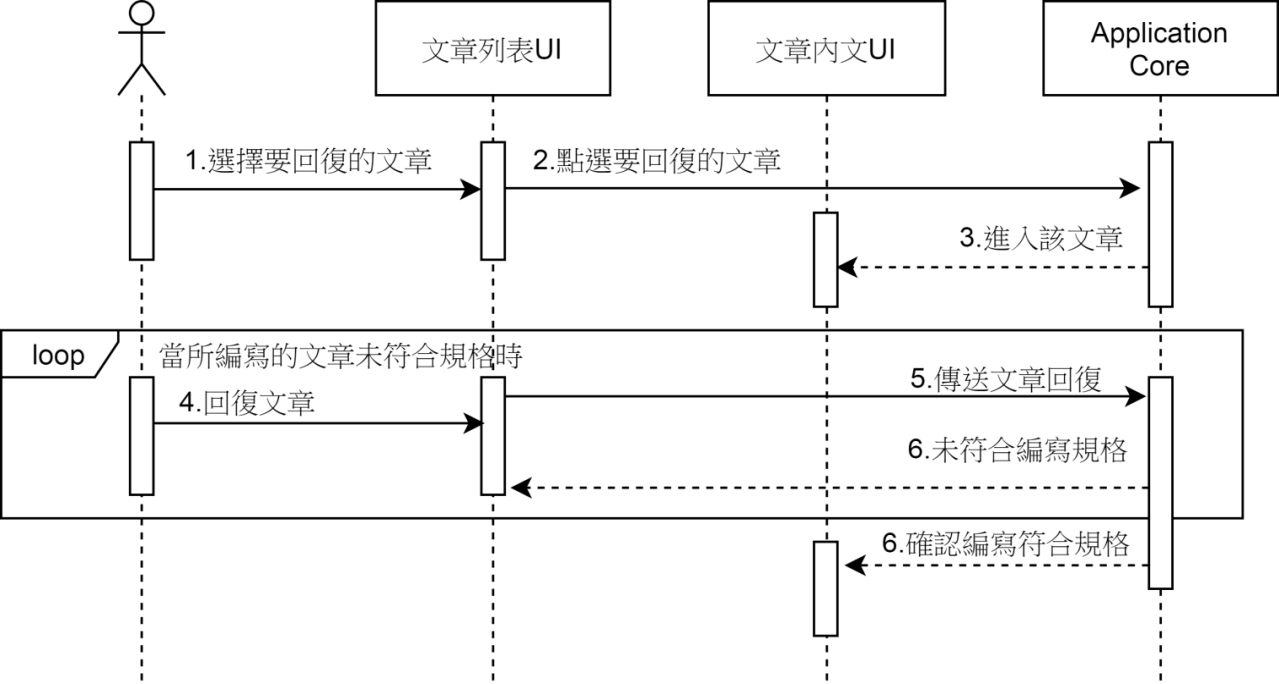 文章列表UI
文章內文UI
Application
Core
1.選擇要回復的文章
2.點選要回復的文章
3.進入該文章
loop
當所編寫的文章未符合規格時
4.回復文章
5.傳送文章回復
6.未符合編寫規格
6.確認編寫符合規格